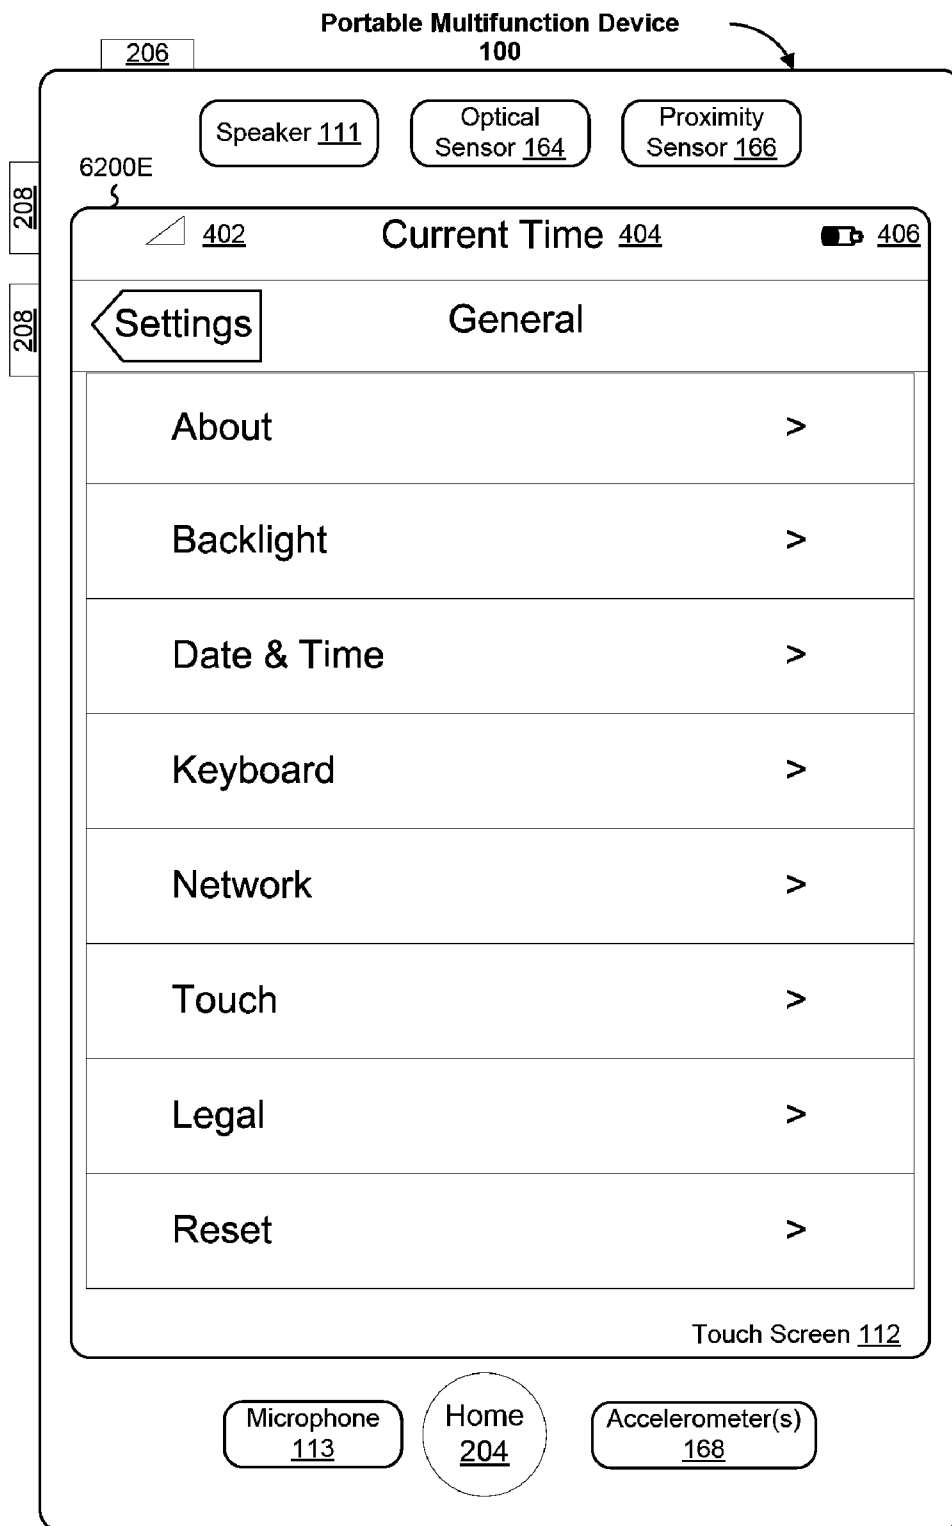 Portable Multifunction Device
100
206
Speaker 111
Optical
Sensor 164
Proximity
Sensor 166
6200E
208
402
Current Time 404
406
208
Settings
General
About >
Backlight >
Date & Time >
Keyboard >
Network >
Touch >
Legal >
Reset >
Touch Screen 112
Microphone
113
Home
204
Accelerometer(s)
168